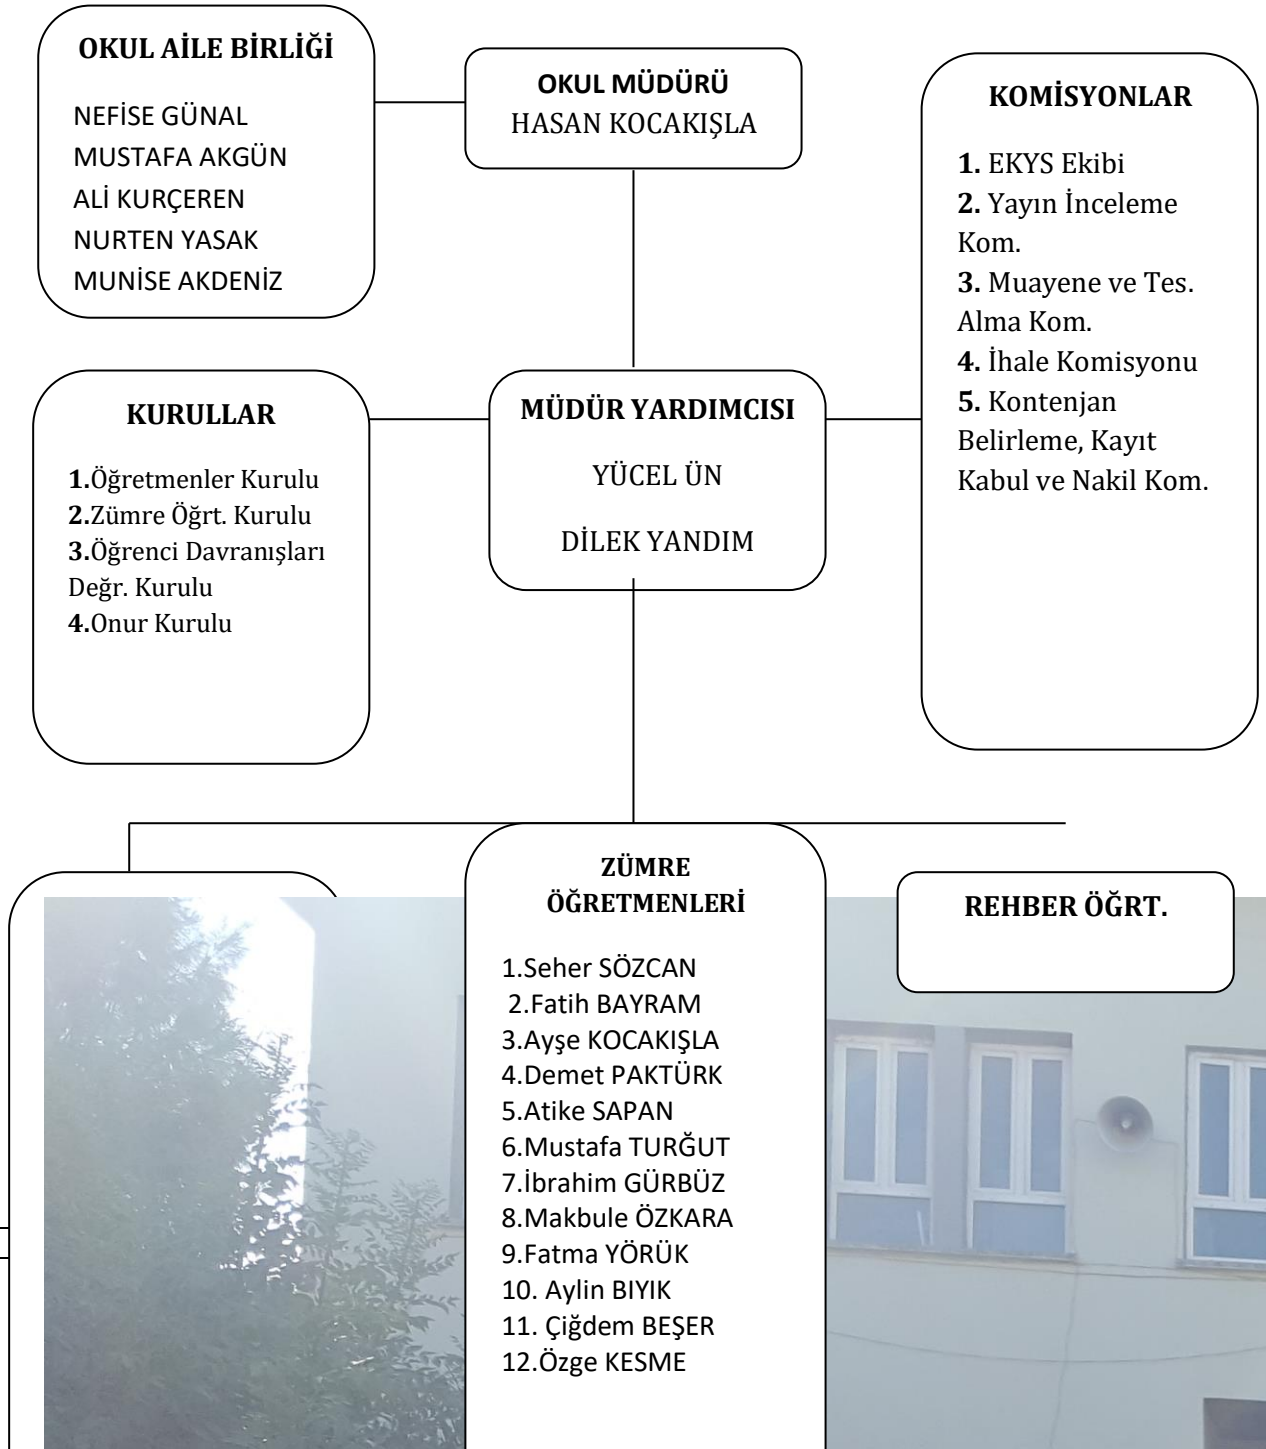 OKUL AİLE BİRLİĞİ
NEFİSE GÜNAL
MUSTAFA AKGÜN
ALİ KURÇEREN
NURTEN YASAK
MUNİSE AKDENİZ
OKUL MÜDÜRÜ
HASAN KOCAKIŞLA
KOMİSYONLAR
1. EKYS Ekibi
2. Yayın İnceleme
Kom.
3. Muayene ve Tes.
Alma Kom.
4. İhale Komisyonu
5. Kontenjan
Belirleme, Kayıt
Kabul ve Nakil Kom.
KURULLAR
1.Öğretmenler Kurulu
2.Zümre Öğrt. Kurulu
3.Öğrenci Davranışları
Değr. Kurulu
4.Onur Kurulu
MÜDÜR YARDIMCISI
YÜCEL ÜN
DİLEK YANDIM
ZÜMRE
ÖĞRETMENLERİ
1.Seher SÖZCAN
2.Fatih BAYRAM
3.Ayşe KOCAKIŞLA
4.Demet PAKTÜRK
5.Atike SAPAN
6.Mustafa TURĞUT
7.İbrahim GÜRBÜZ
8.Makbule ÖZKARA
9.Fatma YÖRÜK
10. Aylin BIYIK
11. Çiğdem BEŞER
12.Özge KESME
REHBER ÖĞRT.